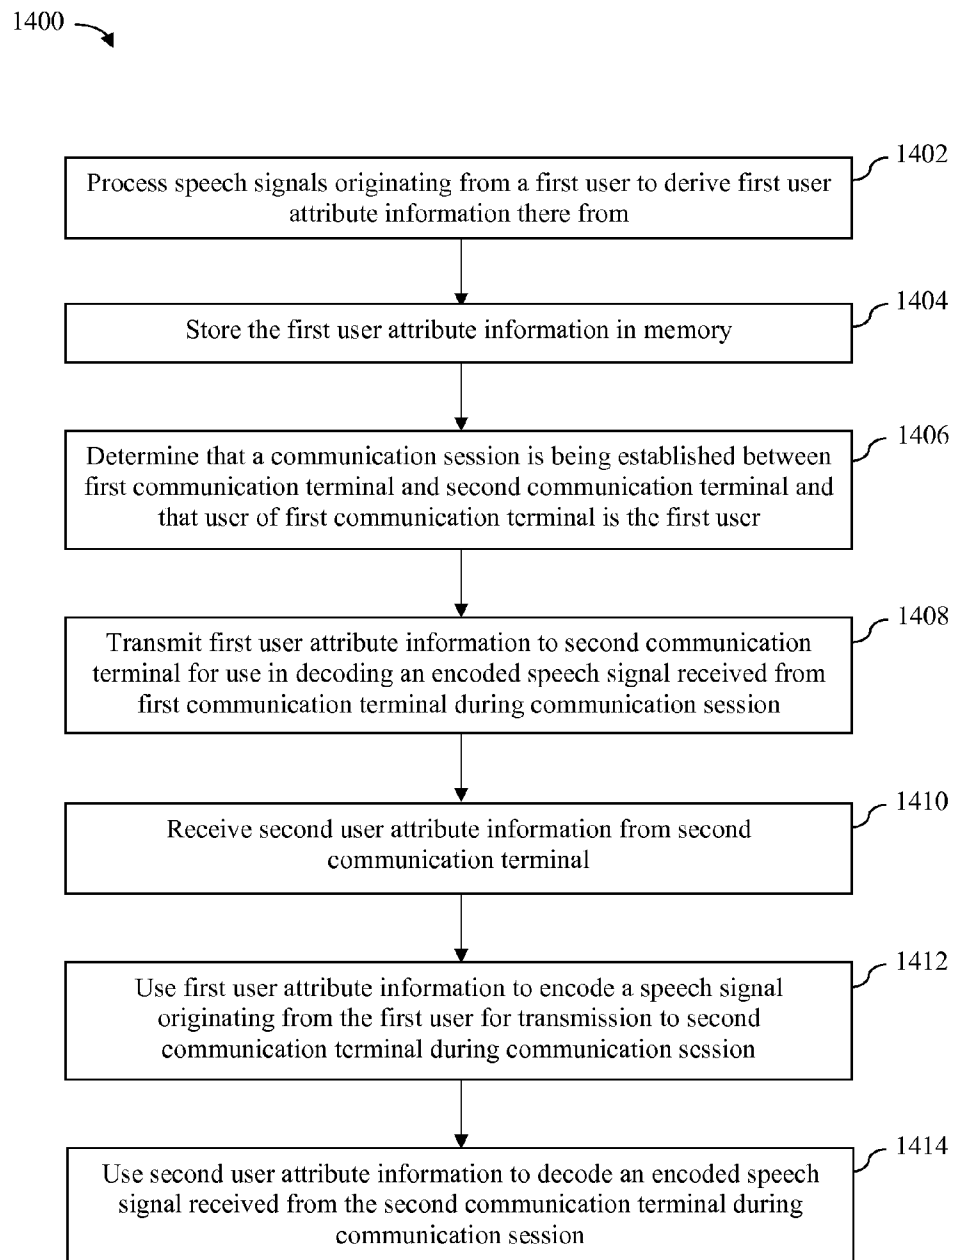 1400
1402
Process speech signals originating from a first user to derive first user
attribute information there from
1404
Store the first user attribute information in memory
1406
Determine that a communication session is being established between
first communication terminal and second communication terminal and
that user of first communication terminal is the first user
1408
Transmit first user attribute information to second communication
terminal for use in decoding an encoded speech signal received from
first communication terminal during communication session
1410
Receive second user attribute information from second
communication terminal
1412
Use first user attribute information to encode a speech signal
originating from the first user for transmission to second
communication terminal during communication session
1414
Use second user attribute information to decode an encoded speech
signal received from the second communication terminal during
communication session